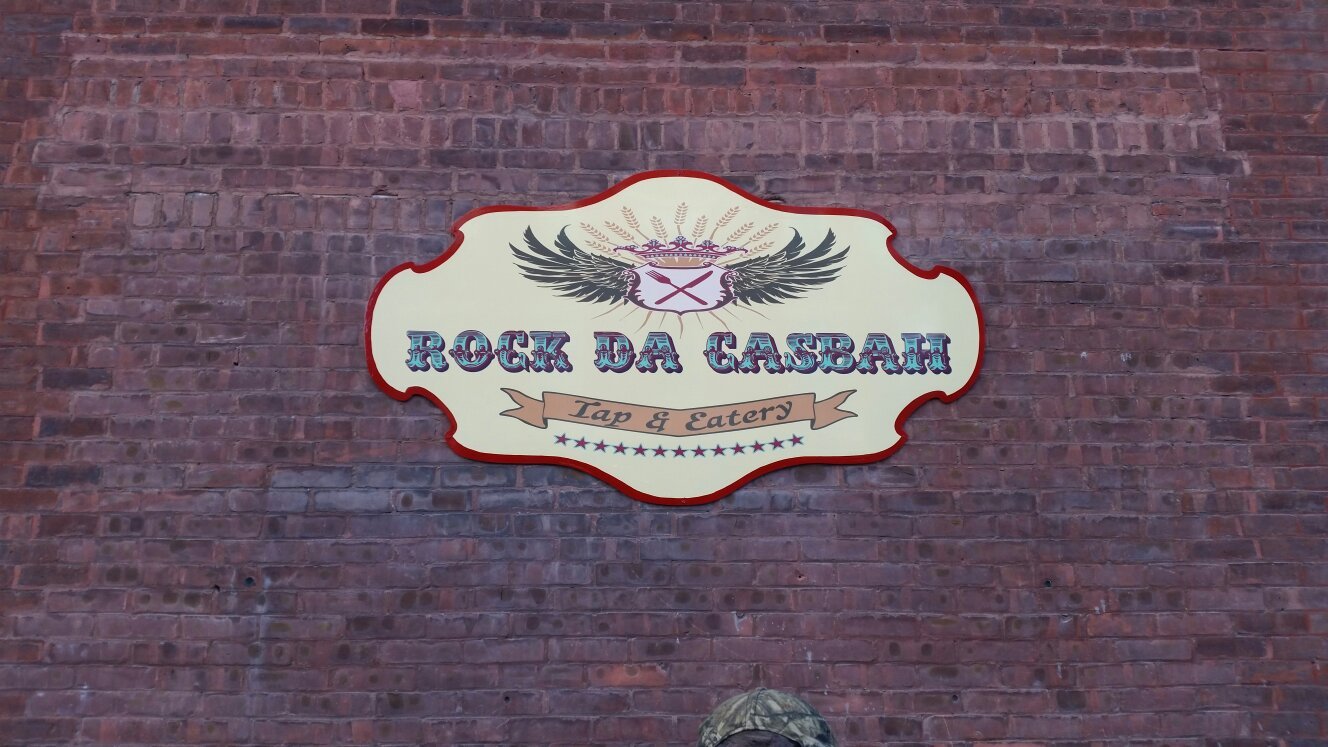 ROCK DA CASBAH
Tap & Eatery